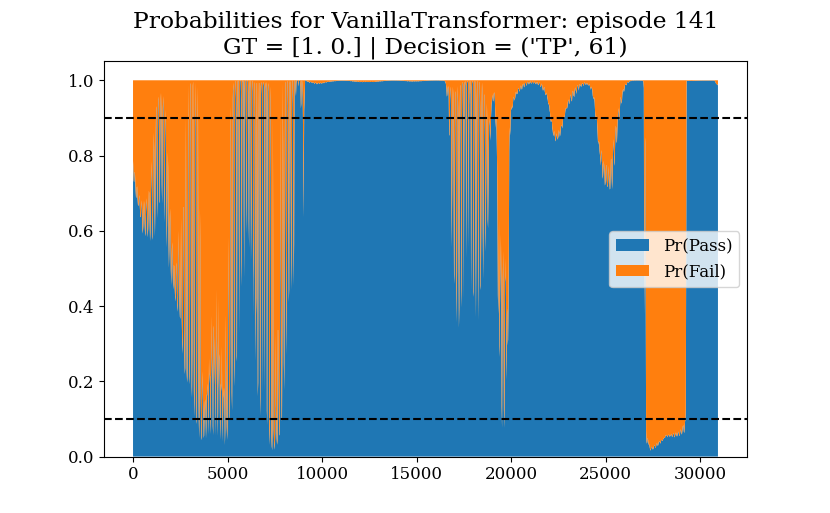 Probabilities for VanillaTransformer: episode 141
GT = [1. 0.] | Decision = ('TP', 61)
1.0
0.8
0.6
0.4
0.2
0.0
Pr(Pass)
Pr(Fail)
0 5000 10000 15000 20000 25000 30000